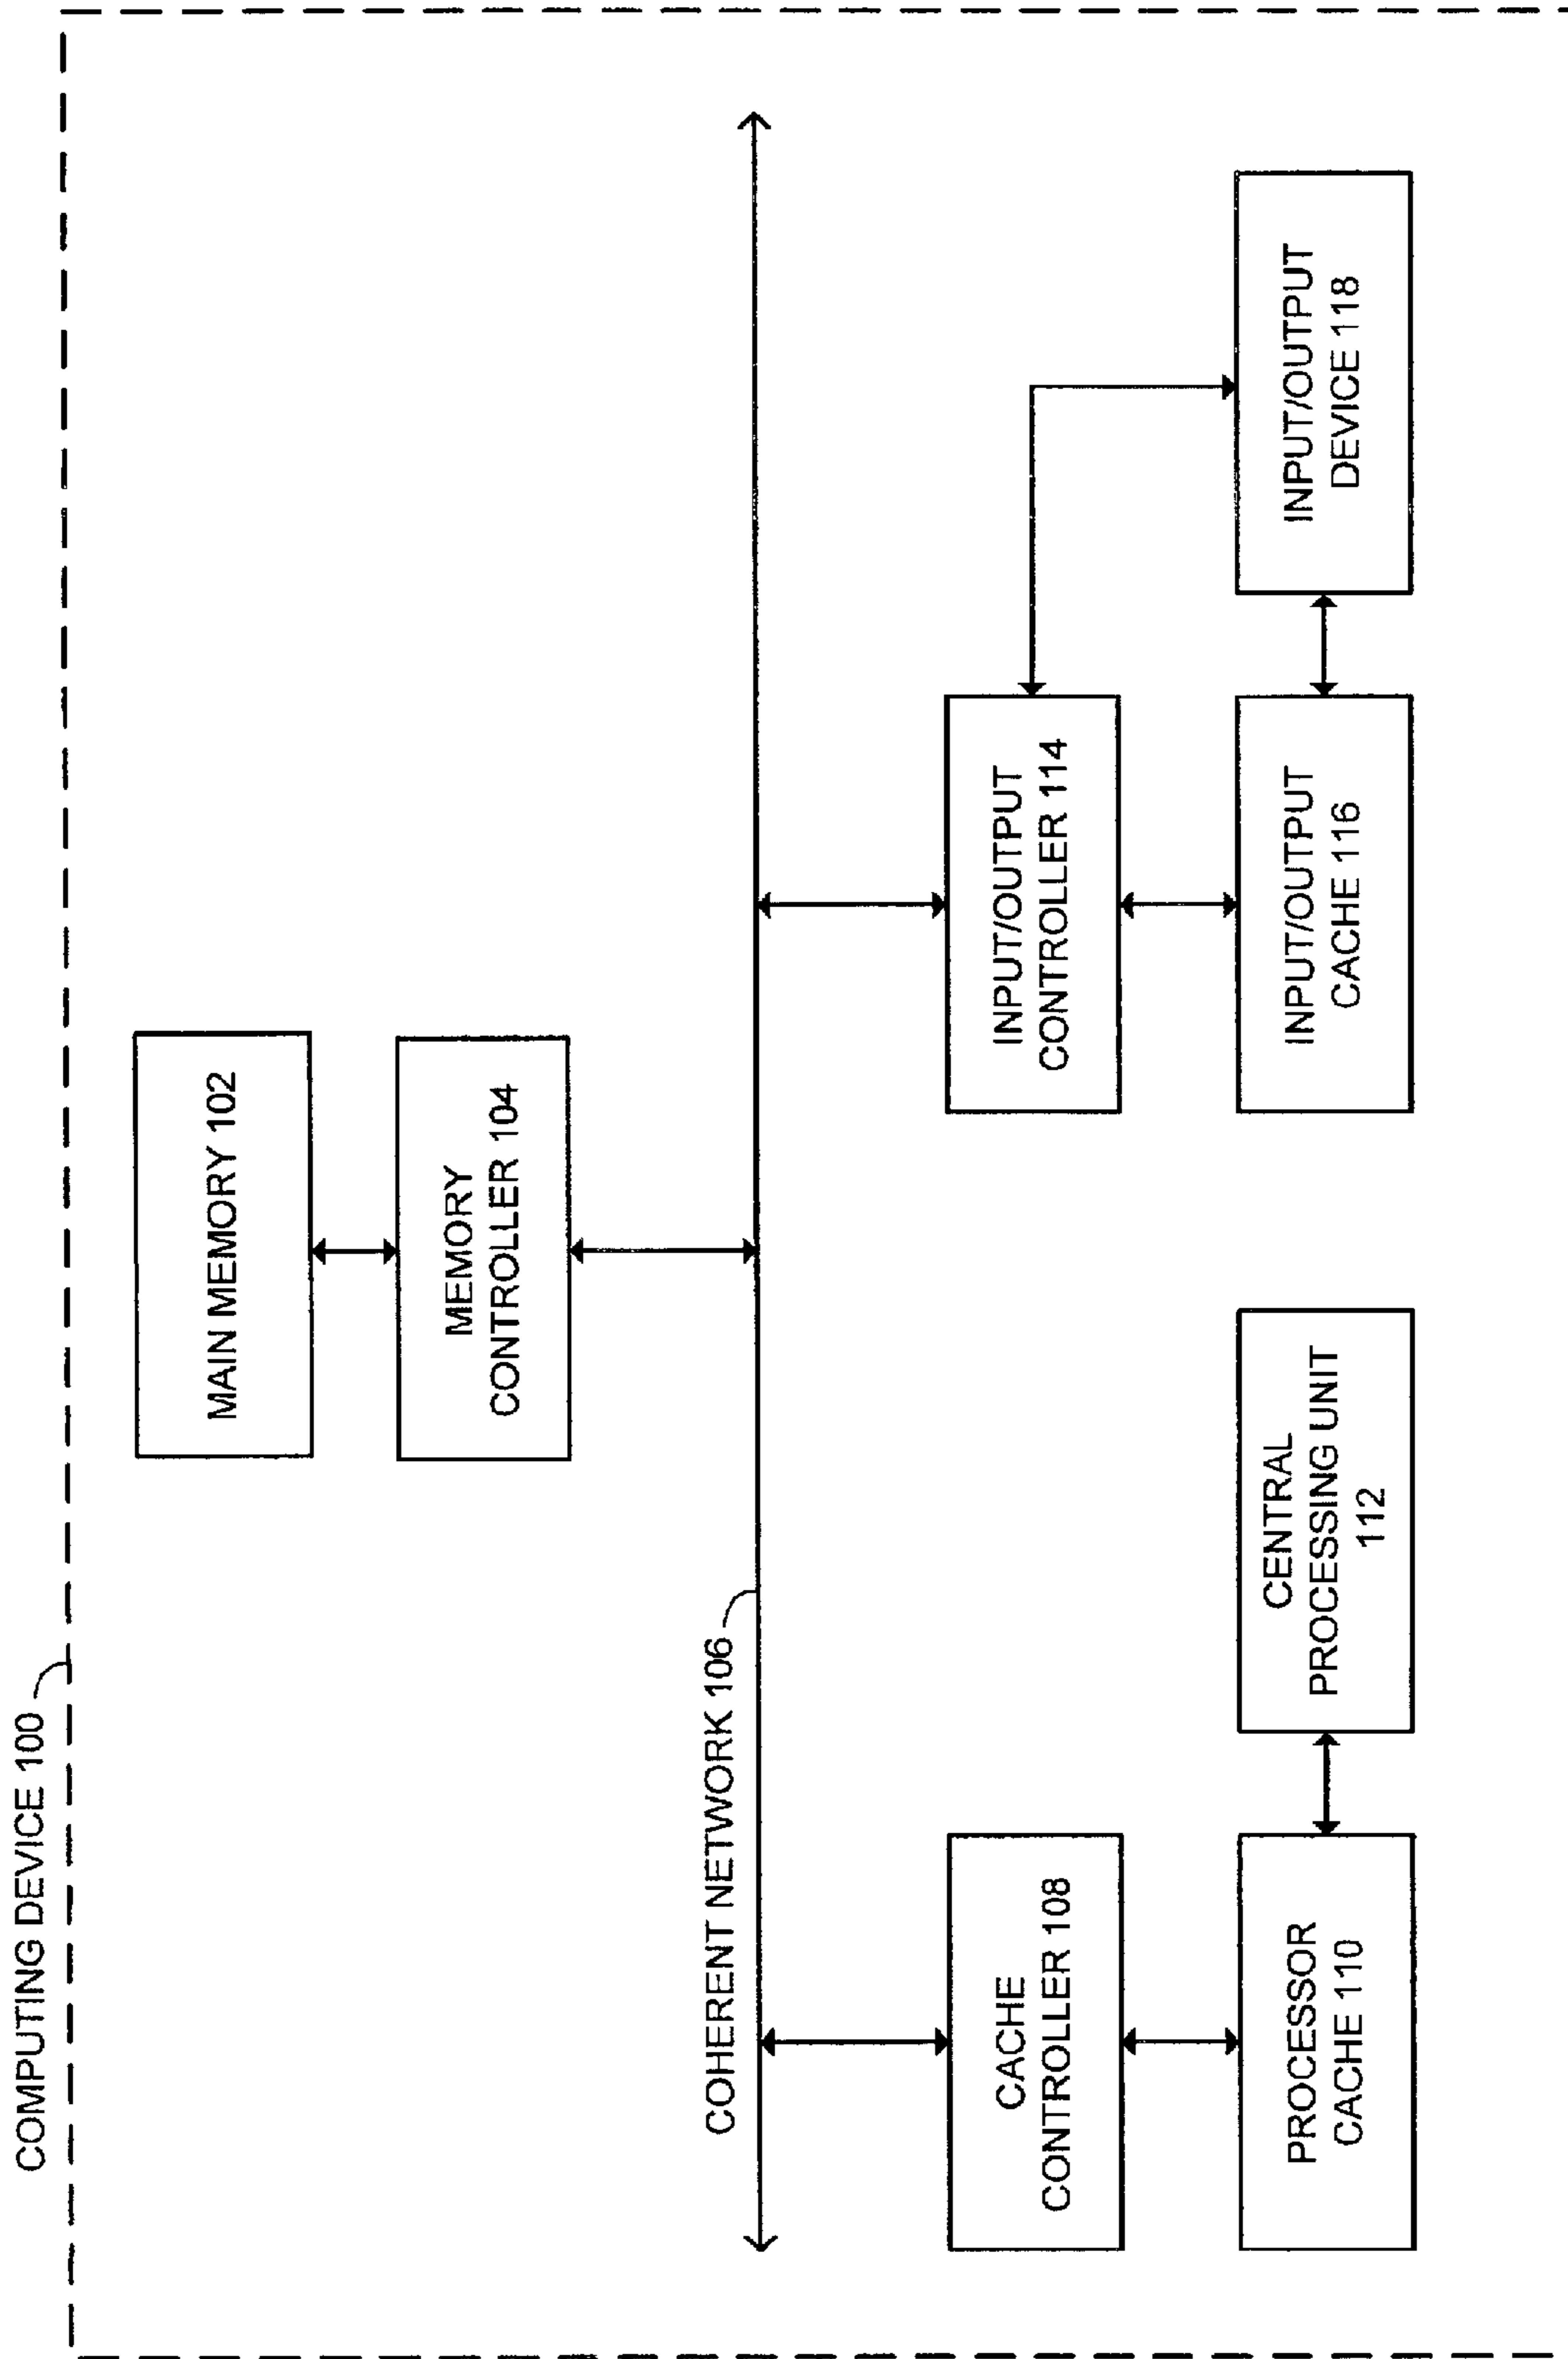 COMPUTING DEVICE 100
MAIN MEMORY 102
MEMORY
CONTROLLER 104
COHERENT NETWORK 106
CACHE
CONTROLLER 108
INPUT/OUTPUT
CONTROLLER 114
PROCESSOR
CACHE 110
CENTRAL
PROCESSING UNIT
112
INPUT/OUTPUT
CACHE 116
INPUT/OUTPUT
DEVICE 118